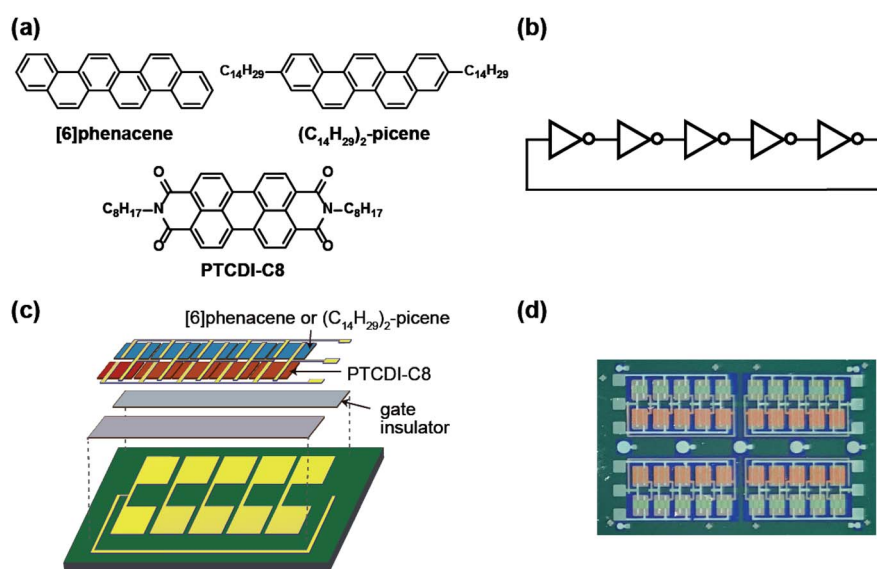 (a)
C₁₄H₂₉
C₁₄H₂₉
[6]phenacene
(C₁₄H₂₉)₂-picene
O
O
C₈H₁₇
N
N
C₈H₁₇
O
O
PTCDI-C8
(b)
(c)
[6]phenacene or (C₁₄H₂₉)₂-picene
PTCDI-C8
gate
insulator
(d)